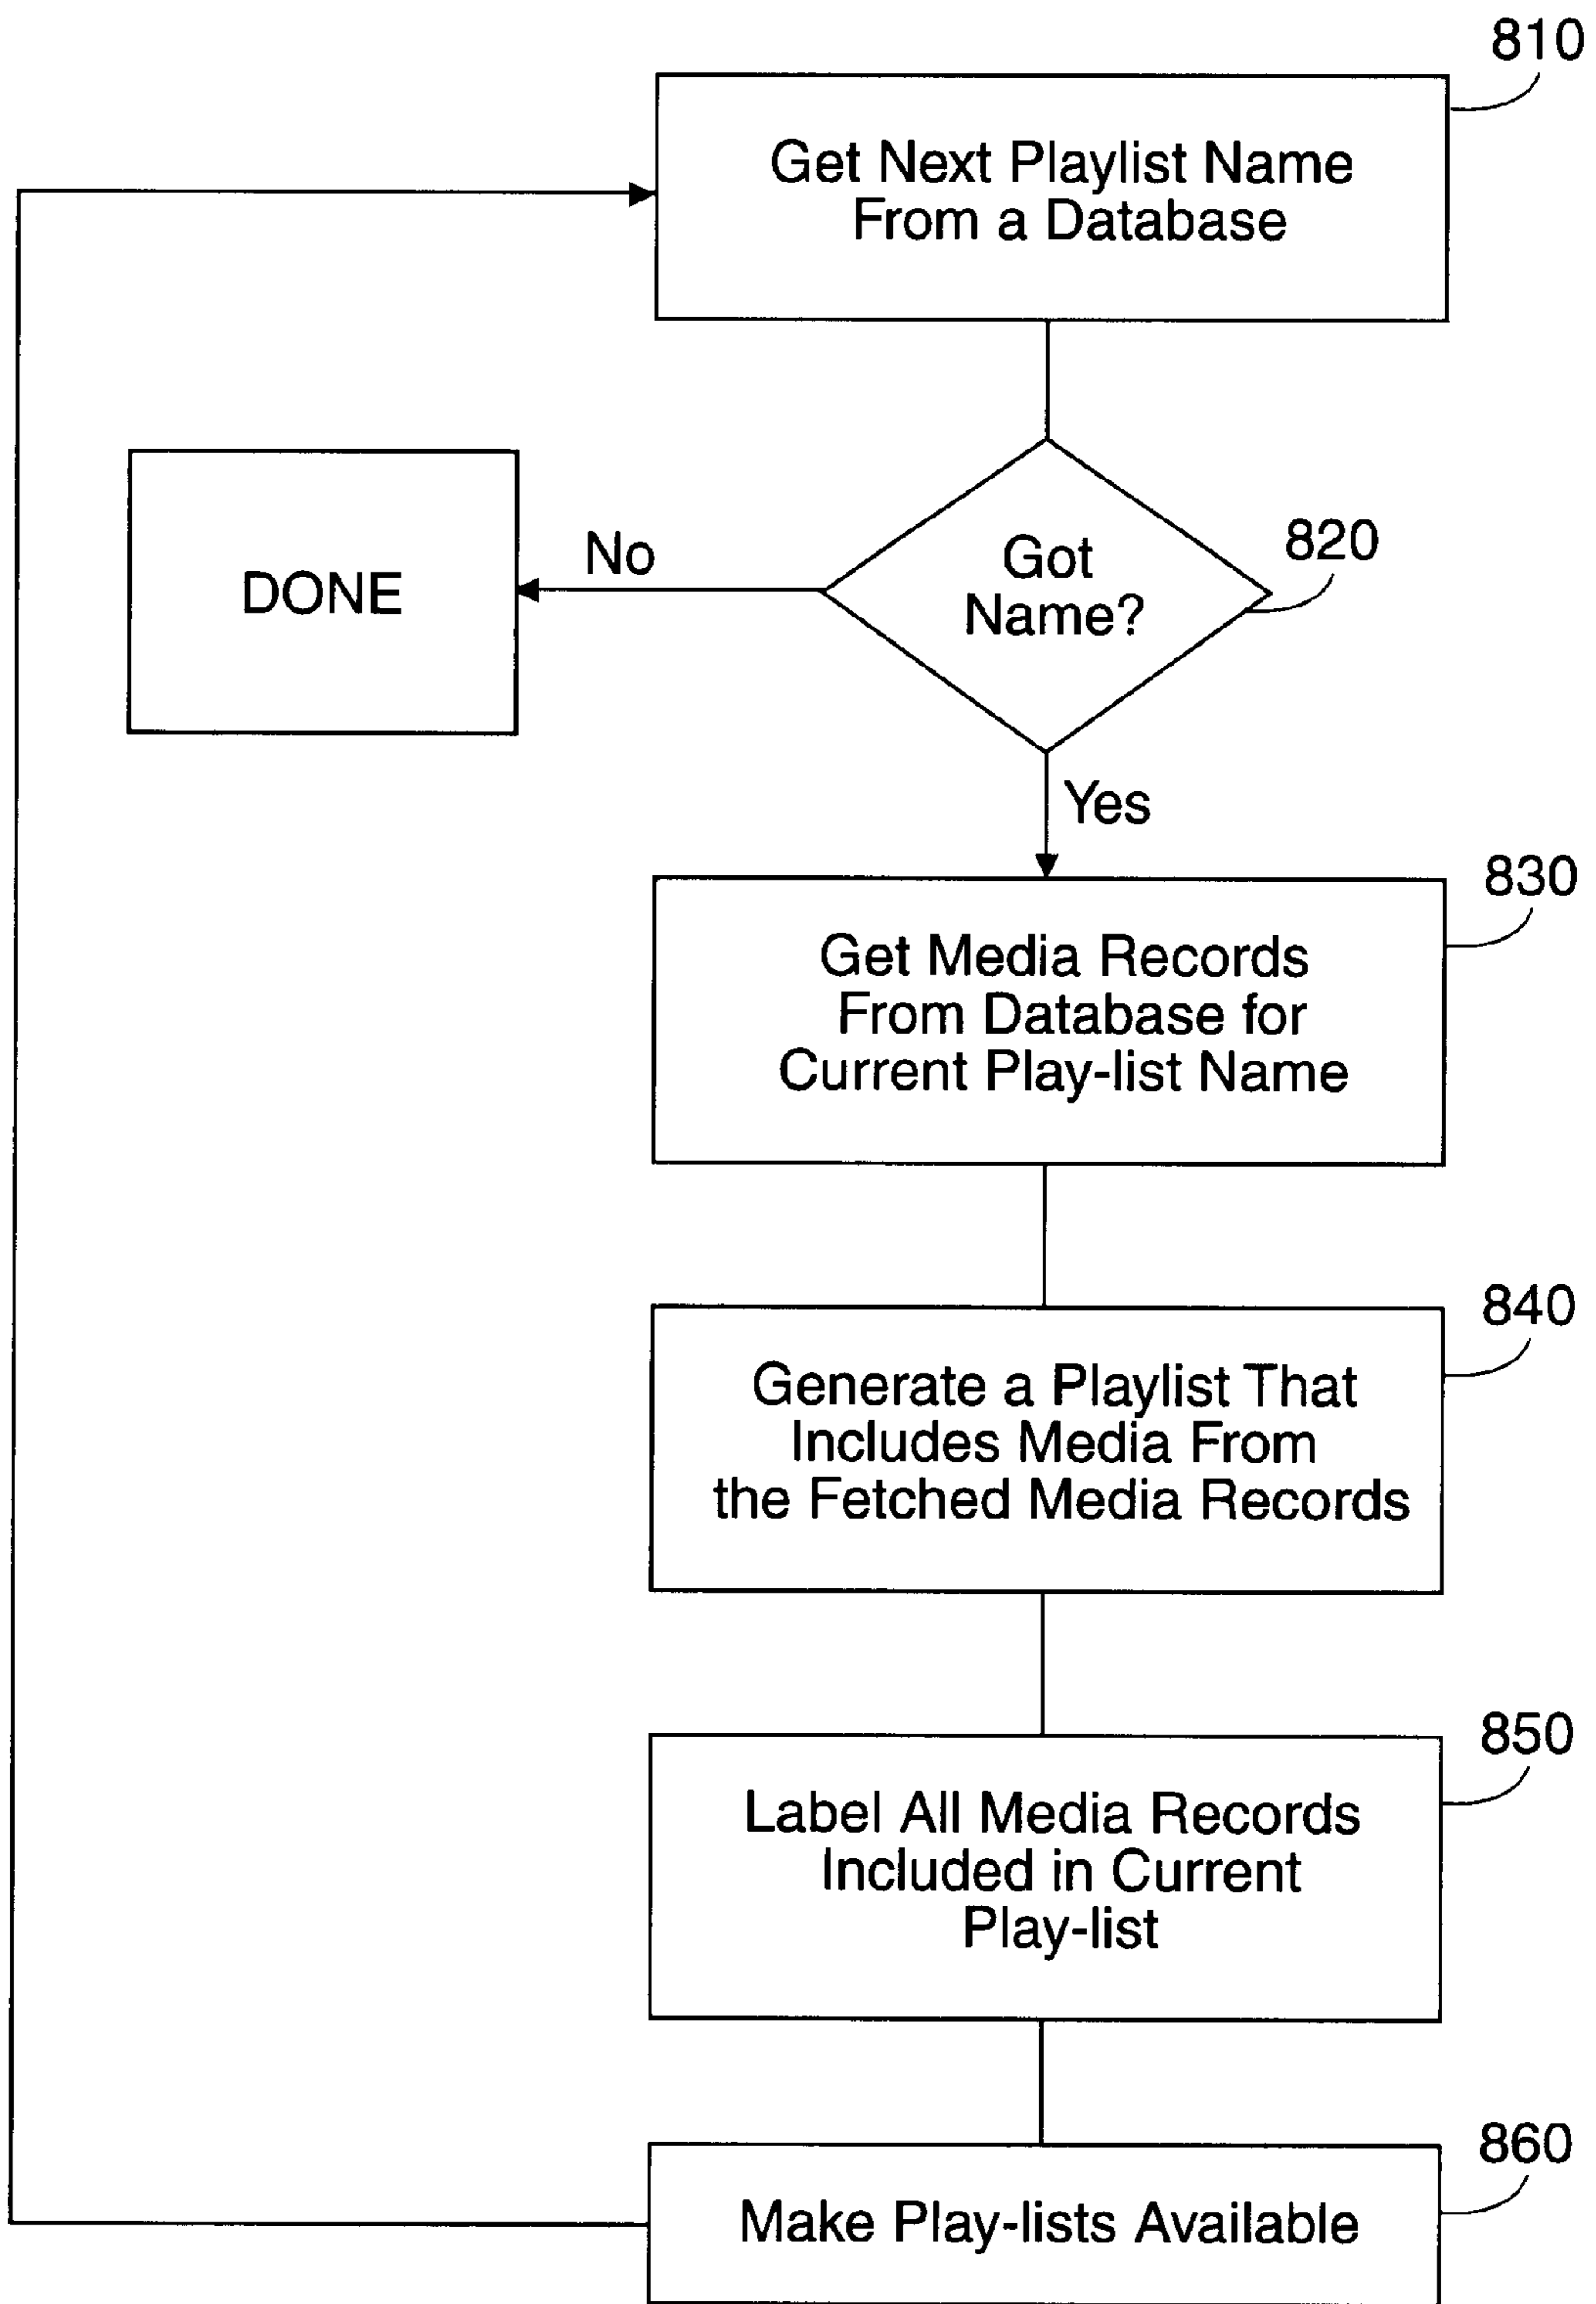 810
Get Next Playlist Name
From a Database
820
Got
Name?
No
DONE
Yes
830
Get Media Records
From Database for
Current Play-list Name
840
Generate a Playlist That
Includes Media From
the Fetched Media Records
850
Label All Media Records
Included in Current
Play-list
860
Make Play-lists Available